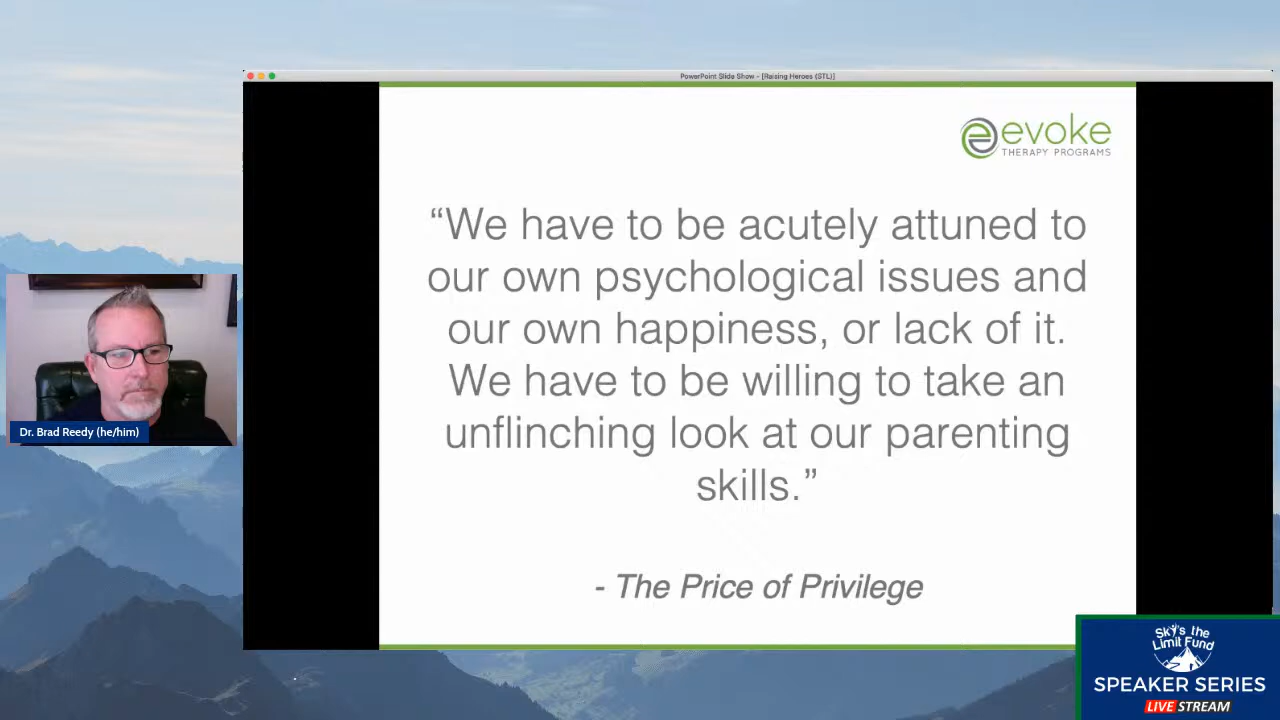 PowerPoint Slide Show - [Raising Heroes (STL)]
evoke
THERAPY PROGRAMS
“We have to be acutely attuned to
our own psychological issues and
our own happiness, or lack of it.
We have to be willing to take an
unflinching look at our parenting
skills.”
- The Price of Privilege
Dr. Brad Reedy (he/him)
Sky's the
Limit Fund
SPEAKER SERIES
LIVE STREAM